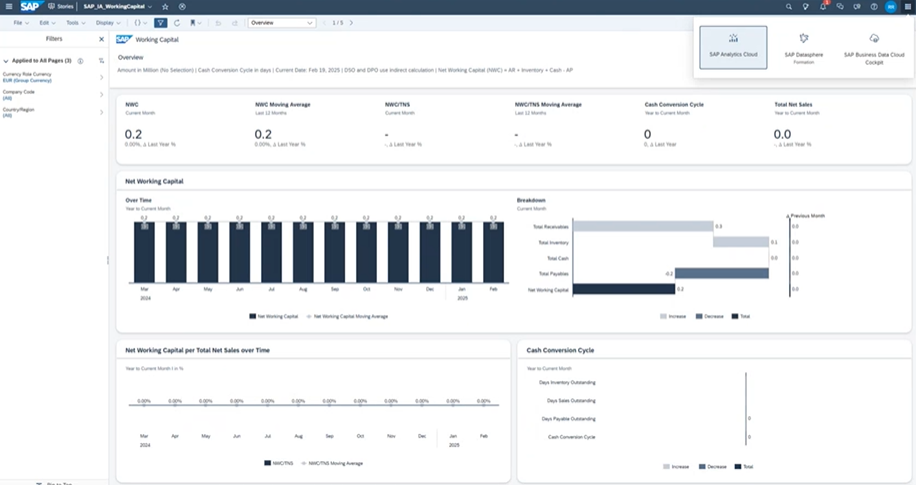 SAP Stories SAP_IA_WorkingCapital
File Edit Tools Display Overview 1 / 5
SAP Analytics Cloud
SAP Datasphere
Formation
SAP Business Data Cloud
Cockpit
Filters
Applied to All Pages (3)
Currency Role Currency
EUR (Group Currency)
Company Code
(All)
Country/Region
(All)
SAP Working Capital
Overview
Amount in Million (No Selection) | Cash Conversion Cycle in days | Current Date: Feb 19, 2025 | DSO and DPO use indirect calculation | Net Working Capital (NWC) = AR + Inventory + Cash - AP
NWC
Current Month
0.2
0.00%, Δ Last Year %
NWC Moving Average
Last 12 Months
0.2
0.00%, Δ Last Year %
NWC/TNS
Current Month
-
-, Δ Last Year %
NWC/TNS Moving Average
Last 12 Months
-
-, Δ Last Year %
Cash Conversion Cycle
Year to Current Month
0
0, Δ Last Year
Total Net Sales
Year to Current Month
0.0
-, Δ Last Year %
Net Working Capital
Over Time
Year to Current Month
0.2 0.2 0.2 0.2 0.2 0.2 0.2 0.2 0.2 0.2 0.2 0.2
Mar Apr May Jun Jul Aug Sep Oct Nov Dec Jan Feb
2024 2025
Net Working Capital Net Working Capital Moving Average
Breakdown
Current Month
Δ Previous Month
Total Receivables 0.3 0.0
Total Inventory 0.1 0.0
Total Cash 0.0 0.0
Total Payables -0.2 0.0
Net Working Capital 0.2 0.0
Increase Decrease Total
Net Working Capital per Total Net Sales over Time
Year to Current Month I in %
0.00% 0.00% 0.00% 0.00% 0.00% 0.00% 0.00% 0.00% 0.00% 0.00% 0.00% 0.00%
Mar Apr May Jun Jul Aug Sep Oct Nov Dec Jan Feb
2024 2025
NWC/TNS NWC/TNS Moving Average
Cash Conversion Cycle
Year to Current Month
Days Inventory Outstanding
Days Sales Outstanding
Days Payable Outstanding 0
Cash Conversion Cycle 0
Increase Decrease Total